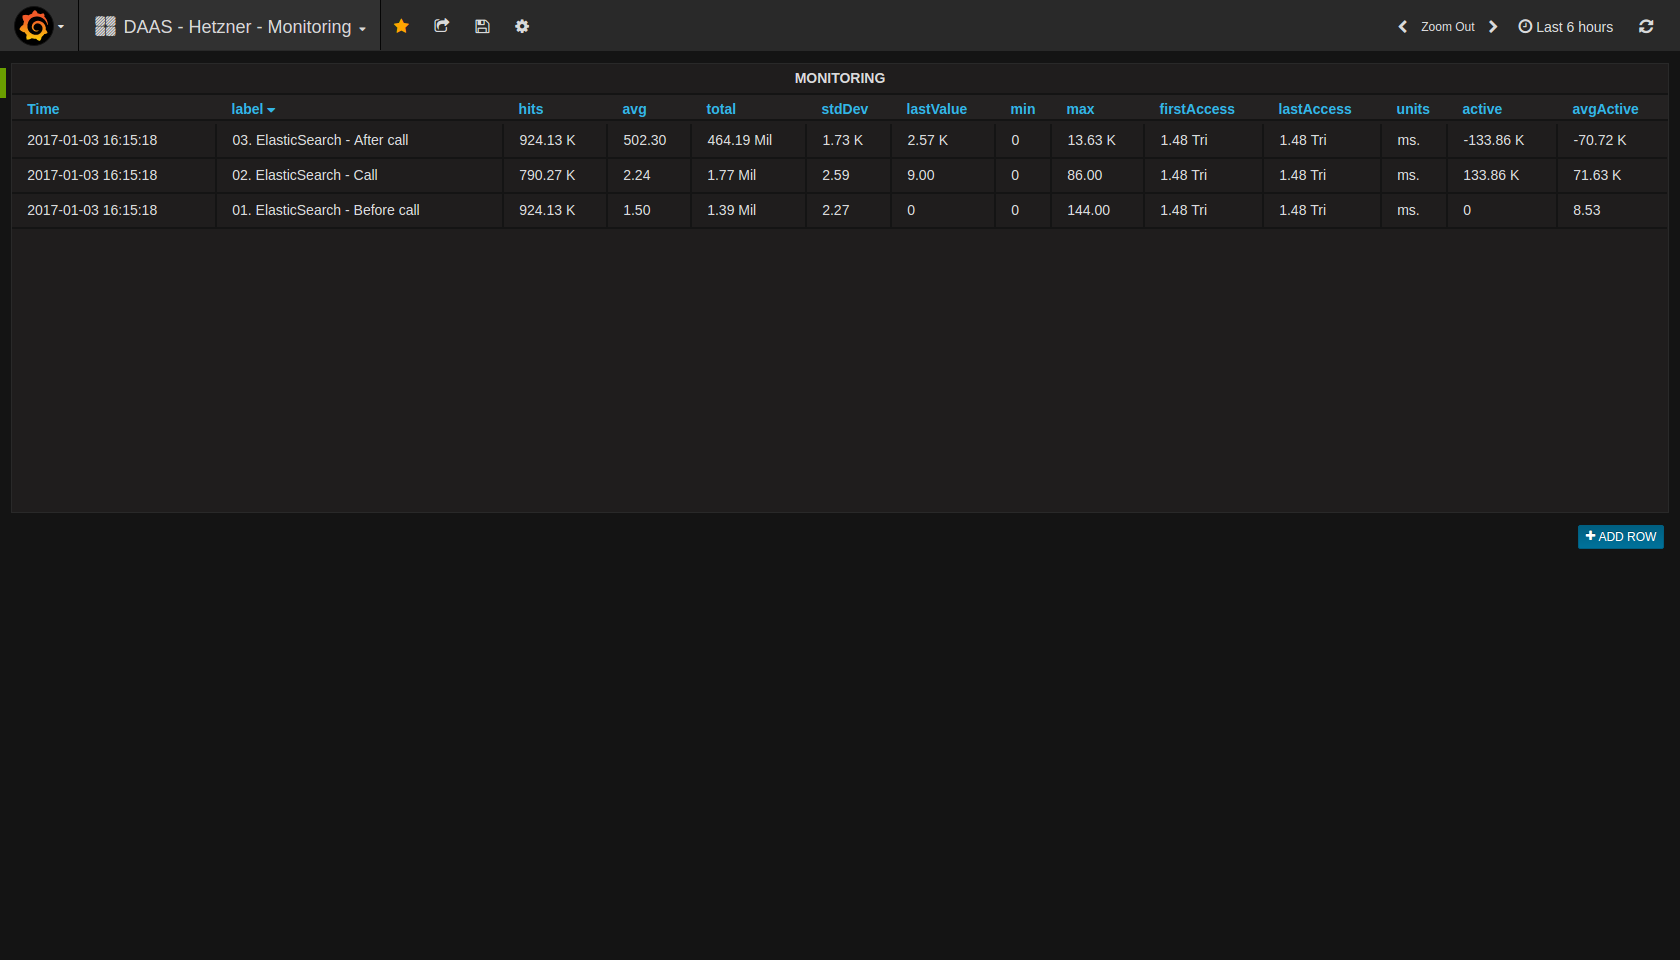 DAAS - Hetzner - Monitoring Zoom Out Last 6 hours
MONITORING
Time label hits avg total stdDev lastValue min max firstAccess lastAccess units active avgActive
2017-01-03 16:15:18 03. ElasticSearch - After call 924.13 K 502.30 464.19 Mil 1.73 K 2.57 K 0 13.63 K 1.48 Tri 1.48 Tri ms. -133.86 K -70.72 K
2017-01-03 16:15:18 02. ElasticSearch - Call 790.27 K 2.24 1.77 Mil 2.59 9.00 0 86.00 1.48 Tri 1.48 Tri ms. 133.86 K 71.63 K
2017-01-03 16:15:18 01. ElasticSearch - Before call 924.13 K 1.50 1.39 Mil 2.27 0 0 144.00 1.48 Tri 1.48 Tri ms. 0 8.53
ADD ROW